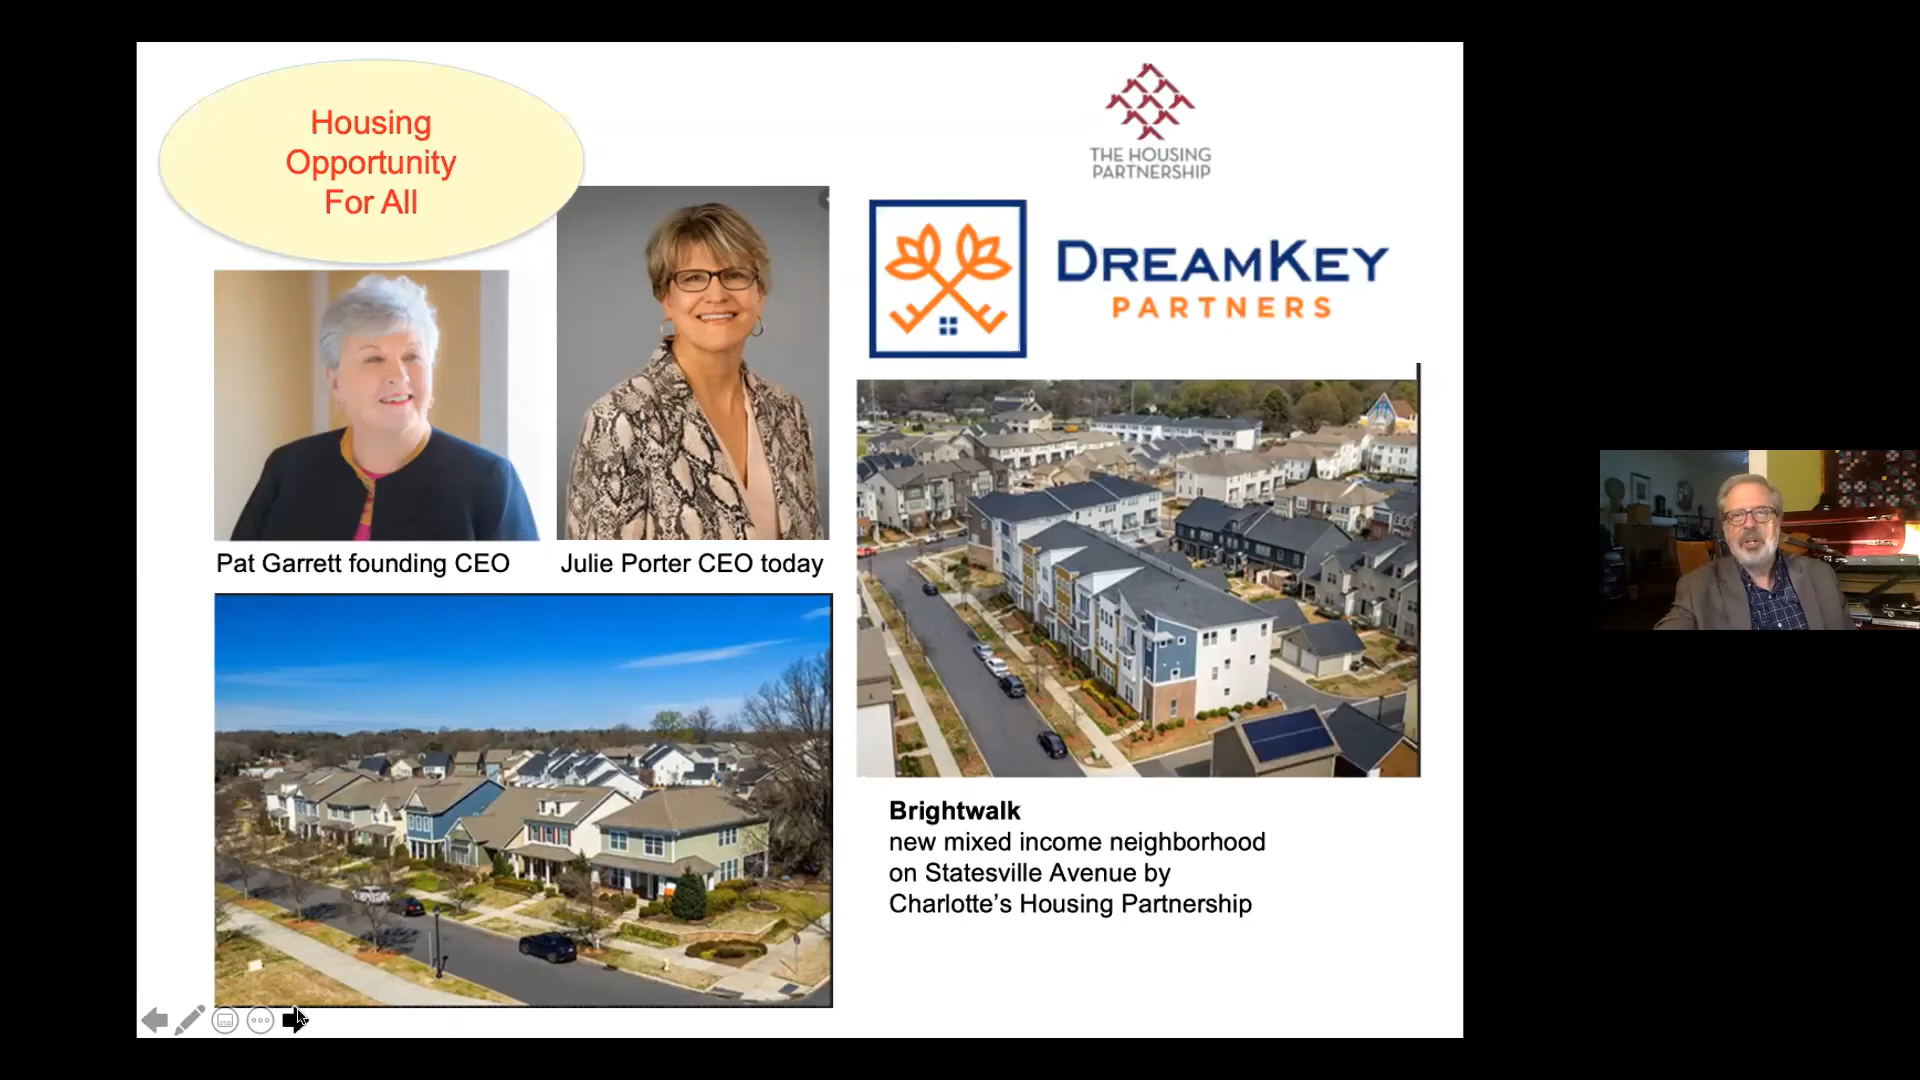 Housing
Opportunity
For All
THE HOUSING
PARTNERSHIP
DREAMKEY
PARTNERS
Pat Garrett founding CEO
Julie Porter CEO today
Brightwalk
new mixed income neighborhood
on Statesville Avenue by
Charlotte's Housing Partnership